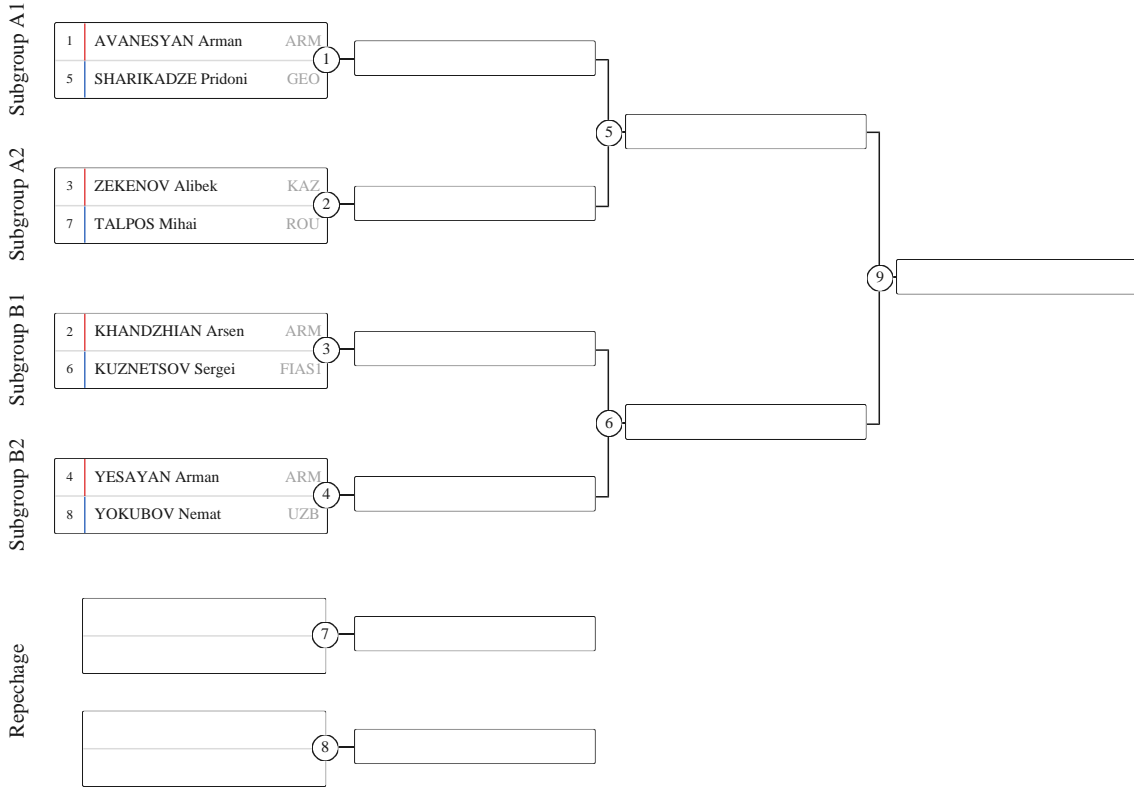 Subgroup A1
1 AVANESYAN Arman ARM
1
5 SHARIKADZE Pridoni GEO
5
Subgroup A2
3 ZEKENOV Alibek KAZ
2
7 TALPOS Mihai ROU
9
Subgroup B1
2 KHANDZHIAN Arsen ARM
3
6 KUZNETSOV Sergei FIAS1
6
Subgroup B2
4 YESAYAN Arman ARM
4
8 YOKUBOV Nemat UZB
Repechage
7
8